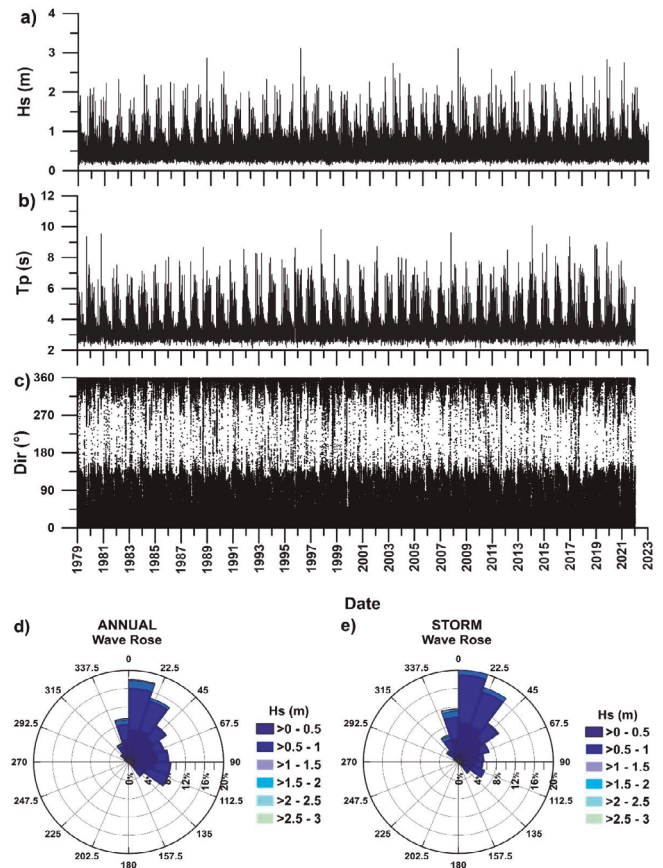 a)
4
3
2
1
0
Hs (m)
b)
12
10
8
6
4
2
Tp (s)
c)
360
270
180
90
0
Dir (°)
1979 1981 1983 1985 1987 1989 1991 1993 1995 1997 1999 2001 2003 2005 2007 2009 2011 2013 2015 2017 2019 2021 2023
Date
d)
ANNUAL
Wave Rose
0
22.5
45
67.5
90
112.5
135
157.5
180
202.5
225
247.5
270
292.5
315
337.5
0% 4% 8% 12% 16% 20%
Hs (m)
>0 - 0.5
>0.5 - 1
>1 - 1.5
>1.5 - 2
>2 - 2.5
>2.5 - 3
e)
STORM
Wave Rose
0
22.5
45
67.5
90
112.5
135
157.5
180
202.5
225
247.5
270
292.5
315
337.5
0% 4% 8% 12% 16% 20%
Hs (m)
>0 - 0.5
>0.5 - 1
>1 - 1.5
>1.5 - 2
>2 - 2.5
>2.5 - 3